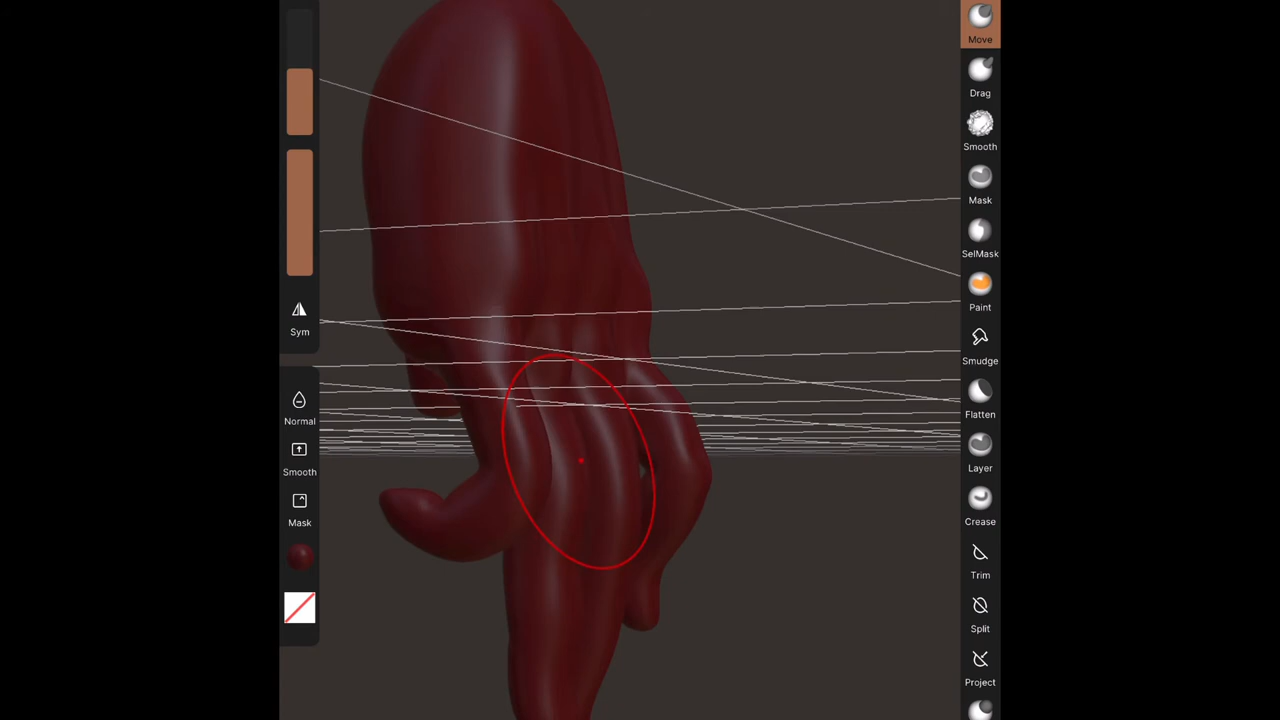 Sym
Normal
Smooth
Mask
Move
Drag
Smooth
Mask
SelMask
Paint
Smudge
Flatten
Layer
Crease
Trim
Split
Project